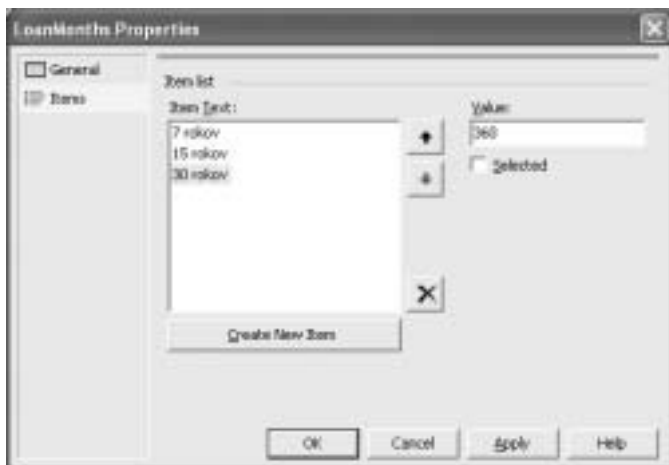 LoanMonths Properties
General
Items
Item list
Item Text:
7 rokov
15 rokov
30 rokov
Create New Item
Value:
360
Selected
OK
Cancel
Apply
Help